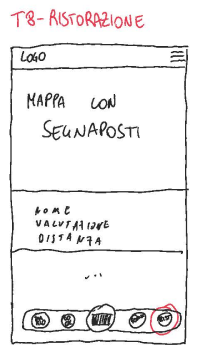 T8-RISTORAZIONE
LOGO
MAPPA CON
SEGNAPOSTI
NOME
VALUTAZIONE
DISTANZA
...